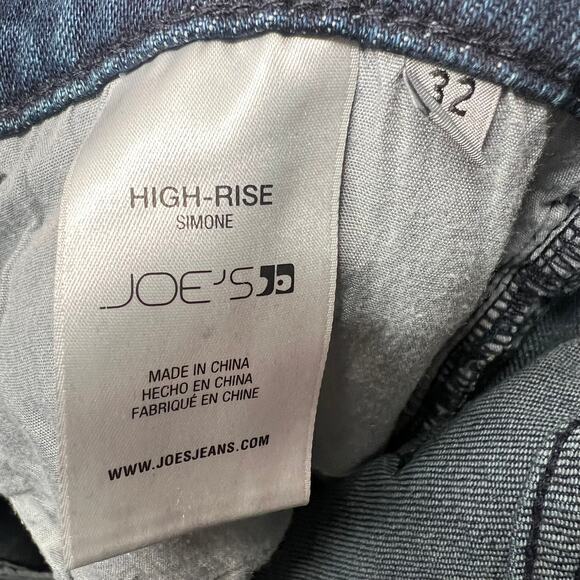 32
HIGH-RISE
SIMONE
JOE'S
MADE IN CHINA
HECHO EN CHINA
FABRIQUÉ EN CHINE
WWW.JOESJEANS.COM